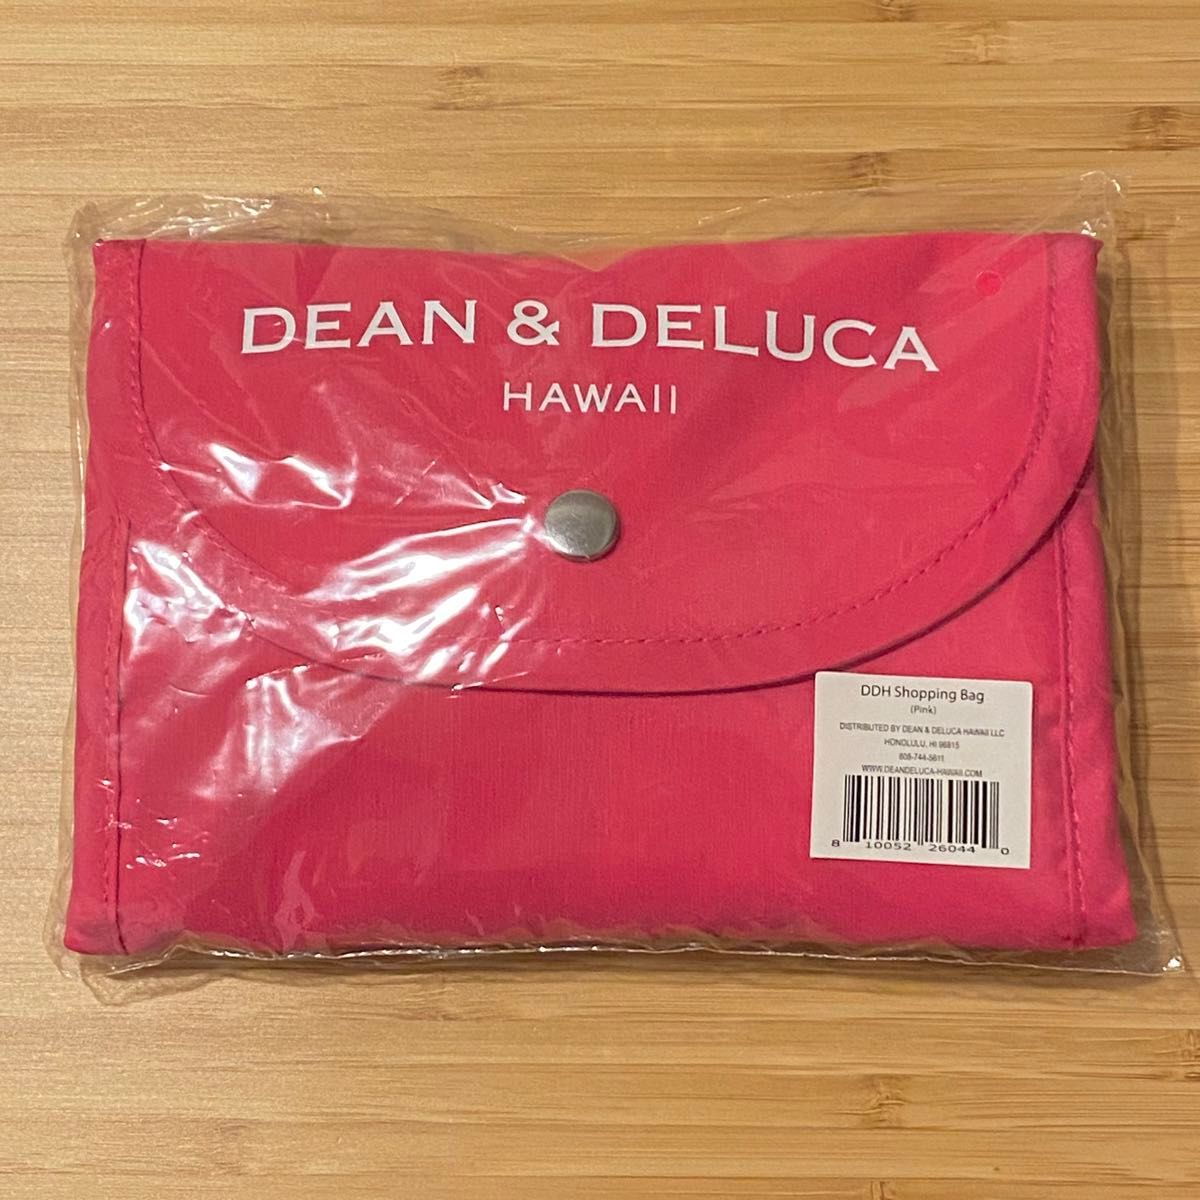 DEAN & DELUCA
HAWAII
DDH Shopping Bag
(Pink)
DISTRIBUTED BY DEAN & DELUCA HAWAII LLC
HONOLULU, HI 96815
808-744-5611
WWW.DEANDELUCA-HAWAII.COM
8 10052 26044 0